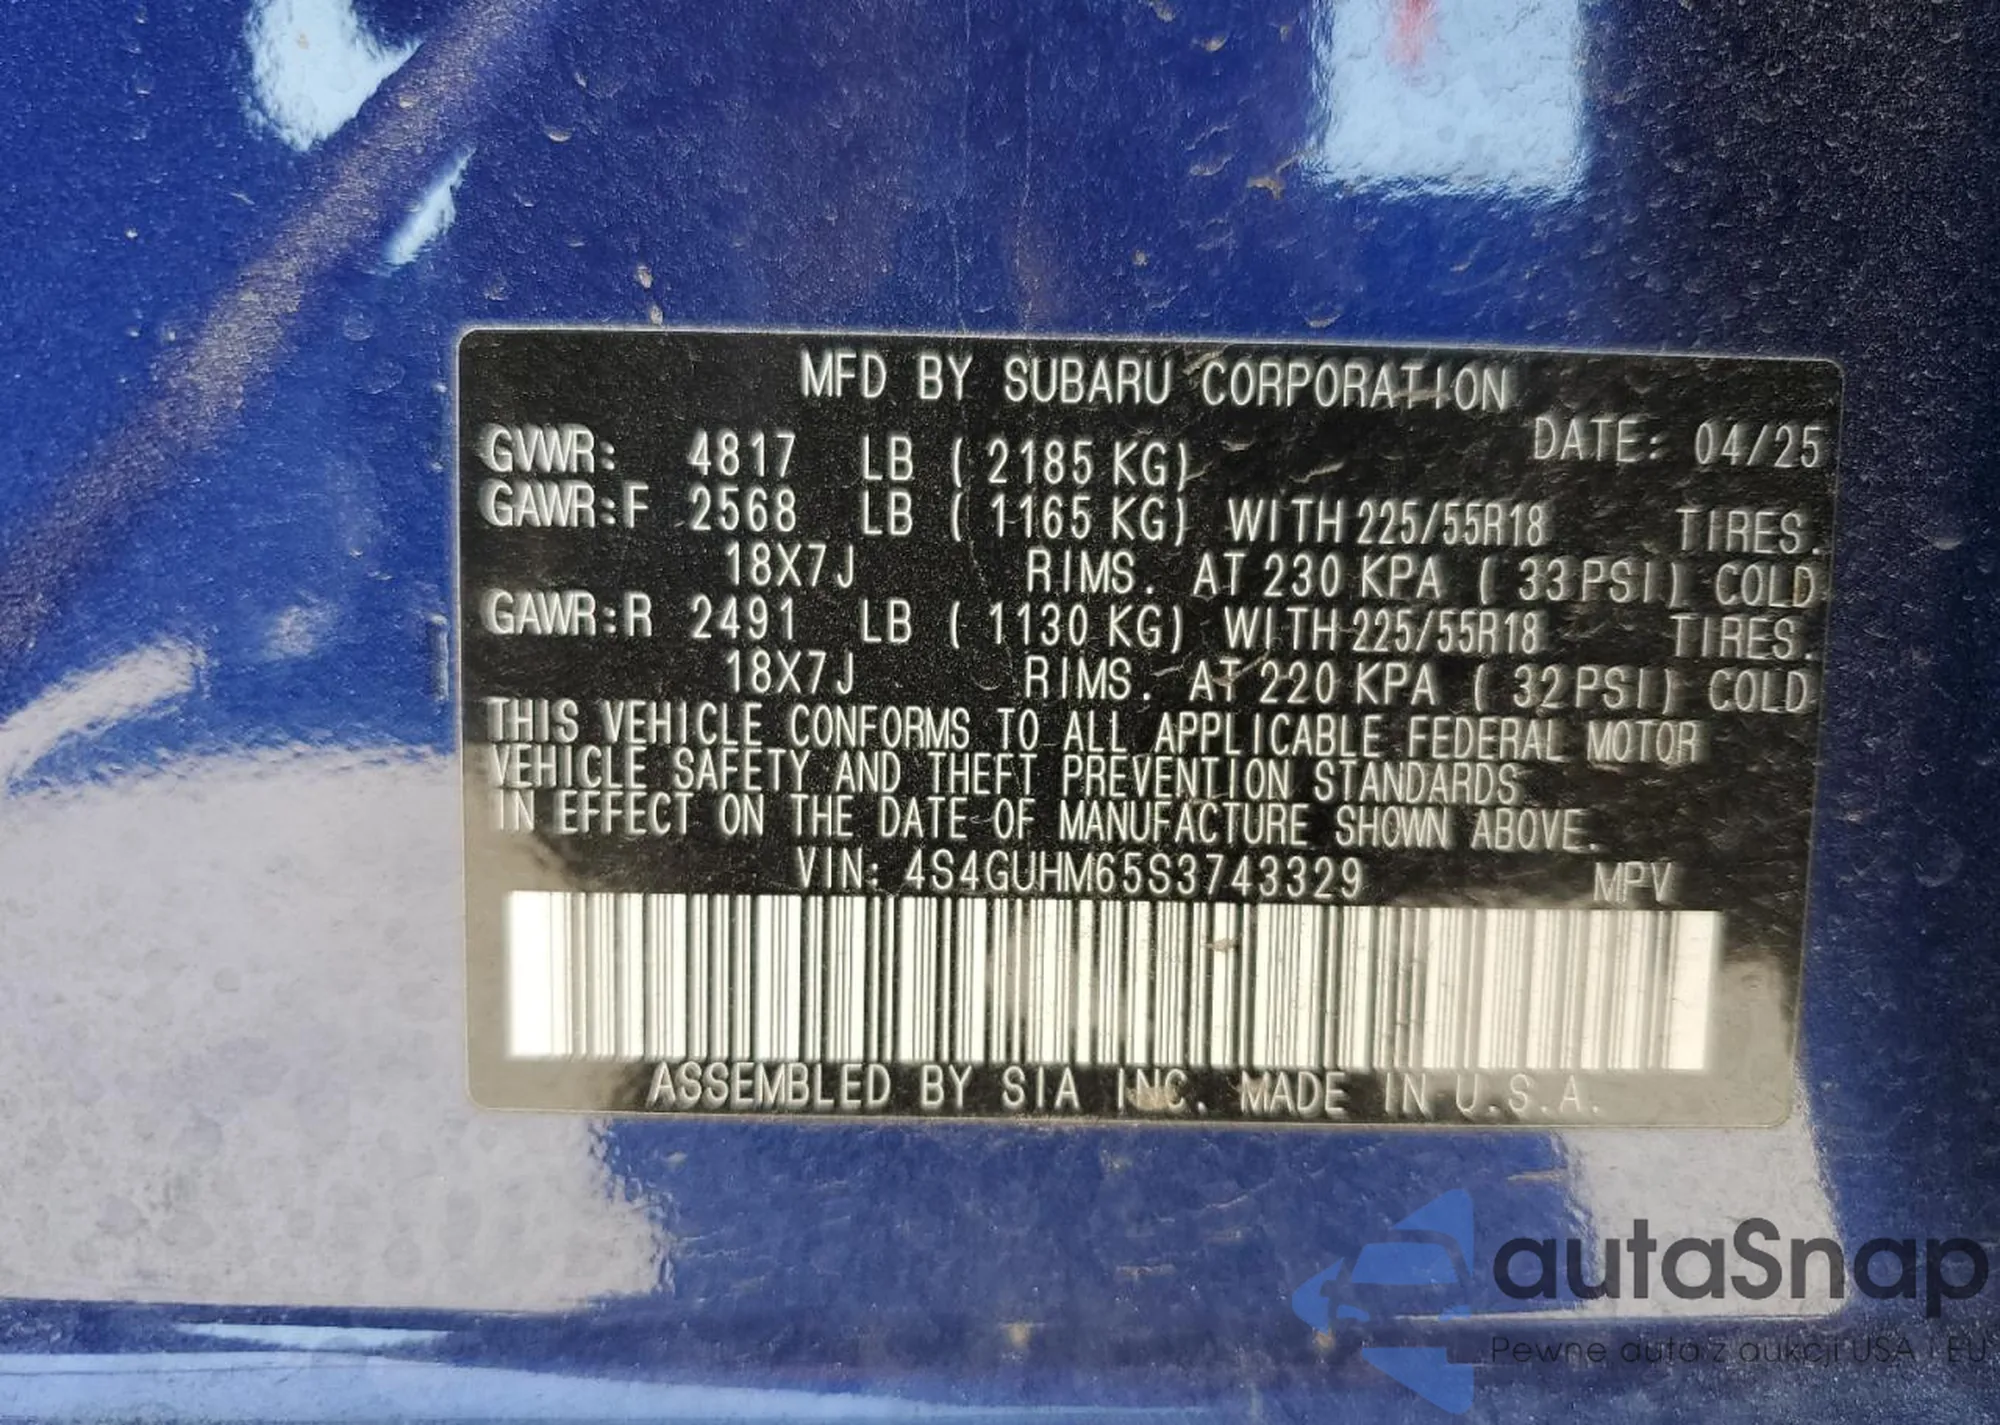 MFD BY SUBARU CORPORATION
DATE: 04/25
GVWR: 4817 LB ( 2185 KG)
GAWR:F 2568 LB ( 1165 KG) WITH 225/55R18 TIRES.
18X7J RIMS. AT 230 KPA ( 33PSI) COLD
GAWR:R 2491 LB ( 1130 KG) WITH 225/55R18 TIRES.
18X7J RIMS. AT 220 KPA ( 32PSI) COLD
THIS VEHICLE CONFORMS TO ALL APPLICABLE FEDERAL MOTOR
VEHICLE SAFETY AND THEFT PREVENTION STANDARDS
IN EFFECT ON THE DATE OF MANUFACTURE SHOWN ABOVE.
VIN: 4S4GUHM65S3743329 MPV
ASSEMBLED BY SIA INC. MADE IN U.S.A.
autaSnap
Pewne auta z aukcji USA i EU